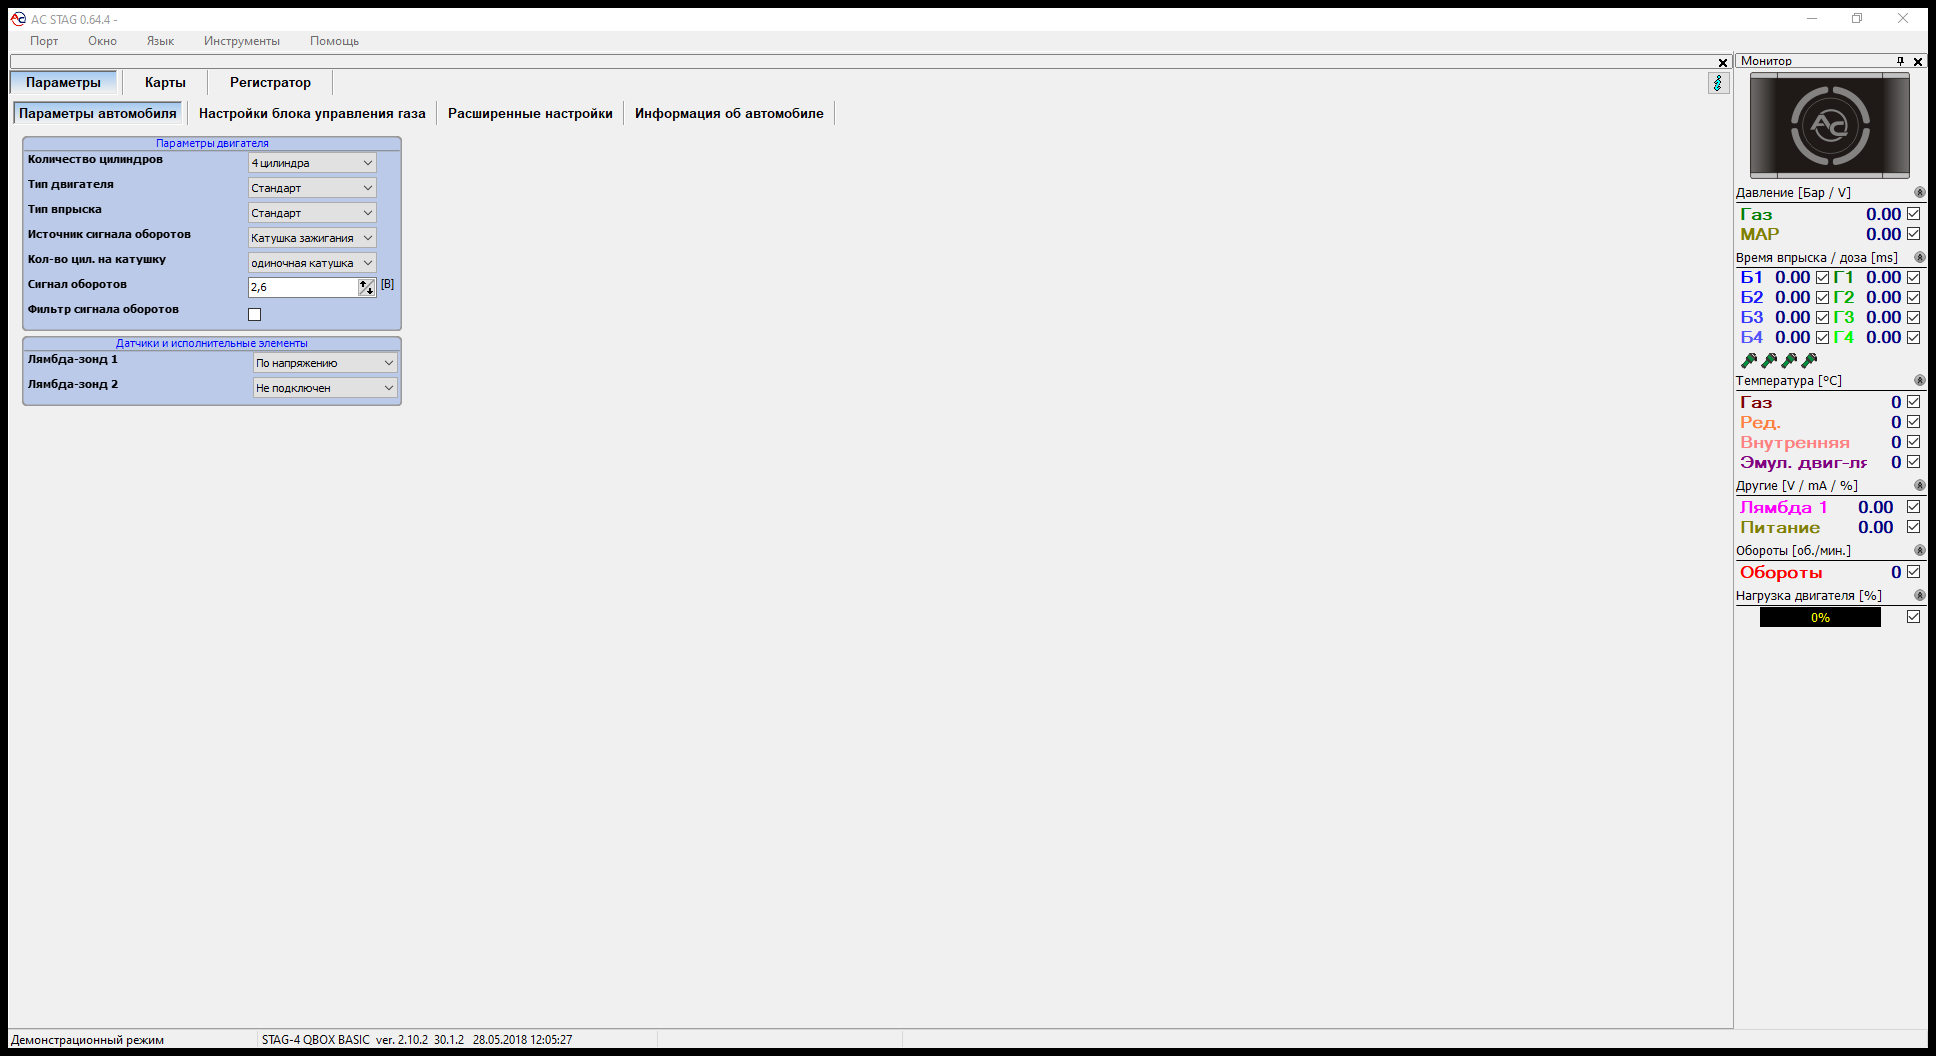 AC STAG 0.64.4 -
Порт Окно Язык Инструменты Помощь
Параметры Карты Регистратор
Параметры автомобиля Настройки блока управления газа Расширенные настройки Информация об автомобиле
Параметры двигателя
Количество цилиндров 4 цилиндра
Тип двигателя Стандарт
Тип впрыска Стандарт
Источник сигнала оборотов Катушка зажигания
Кол-во цил. на катушку одиночная катушка
Сигнал оборотов 2,6 [В]
Фильтр сигнала оборотов
Датчики и исполнительные элементы
Лямбда-зонд 1 По напряжению
Лямбда-зонд 2 Не подключен
Монитор
AC
Давление [Бар / V]
Газ 0.00
MAP 0.00
Время впрыска / доза [ms]
Б1 0.00 Г1 0.00
Б2 0.00 Г2 0.00
Б3 0.00 Г3 0.00
Б4 0.00 Г4 0.00
Температура [°C]
Газ 0
Ред. 0
Внутренняя 0
Эмул. двиг-ля 0
Другие [V / mA / %]
Лямбда 1 0.00
Питание 0.00
Обороты [об./мин.]
Обороты 0
Нагрузка двигателя [%]
0%
Демонстрационный режим STAG-4 QBOX BASIC ver. 2.10.2 30.1.2 28.05.2018 12:05:27